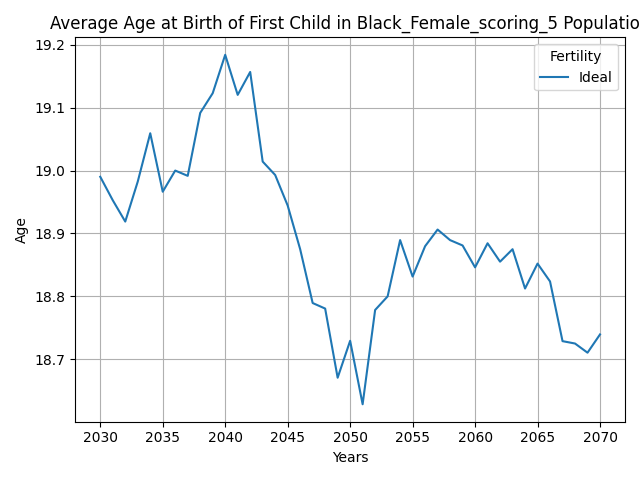 Average Age at Birth of First Child in Black_Female_scoring_5 Populatio
Fertility
Ideal
19.2
19.1
19.0
18.9
18.8
18.7
Age
2030 2035 2040 2045 2050 2055 2060 2065 2070
Years